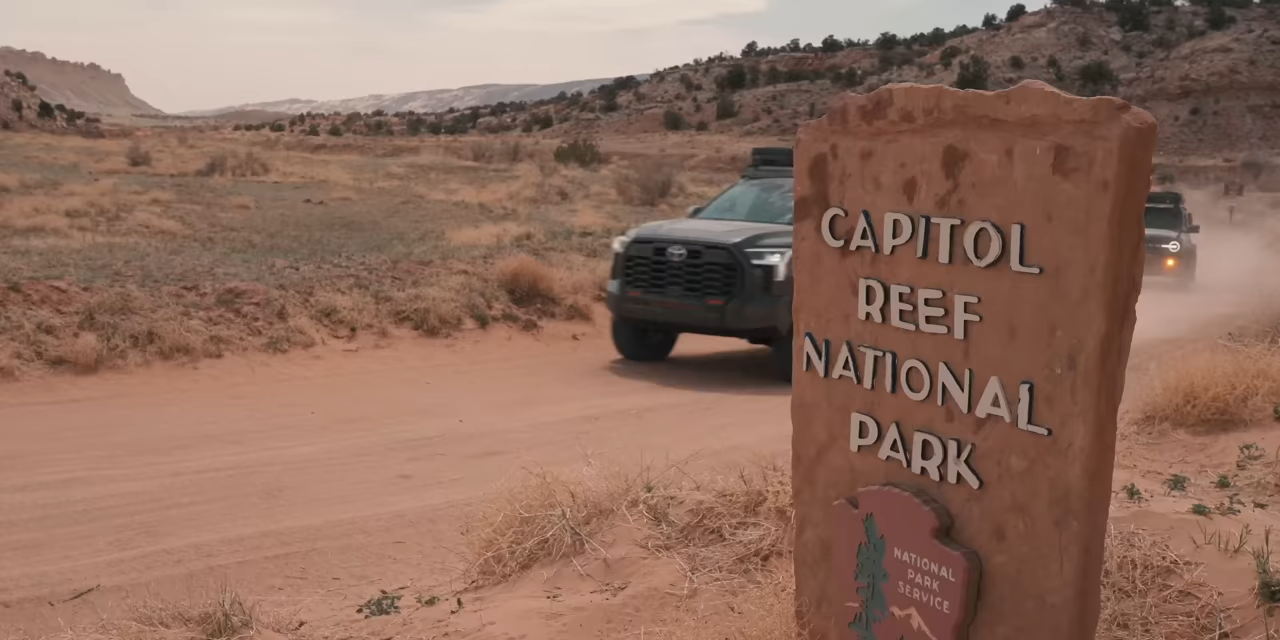 CAPITOL
REEF
NATIONAL
PARK
NATIONAL
PARK
SERVICE